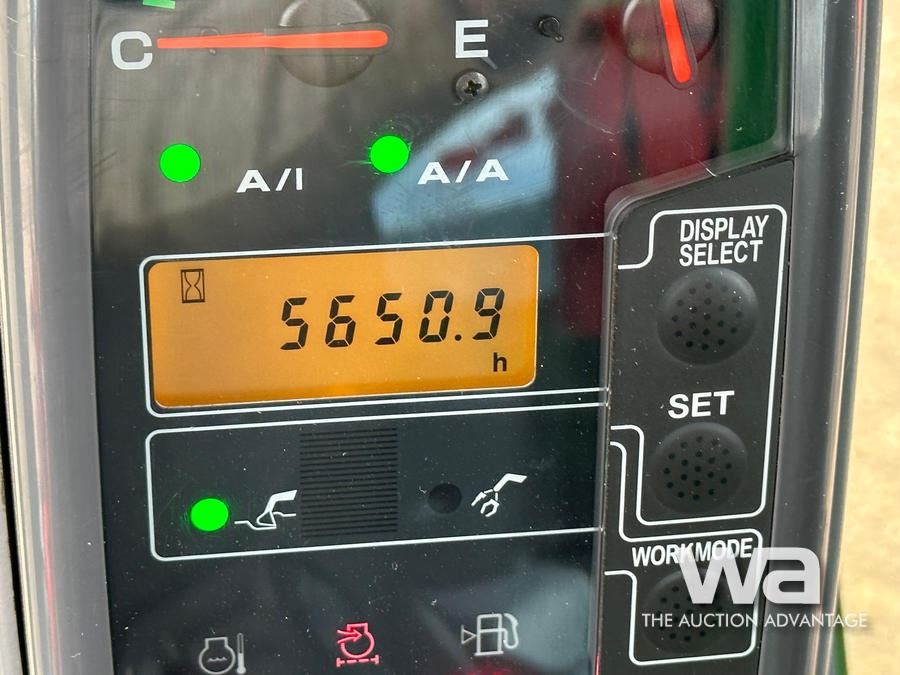 C
E
A/I
A/A
DISPLAY
SELECT
5650.9
h
SET
WORKMODE
wa
THE AUCTION ADVANTAGE